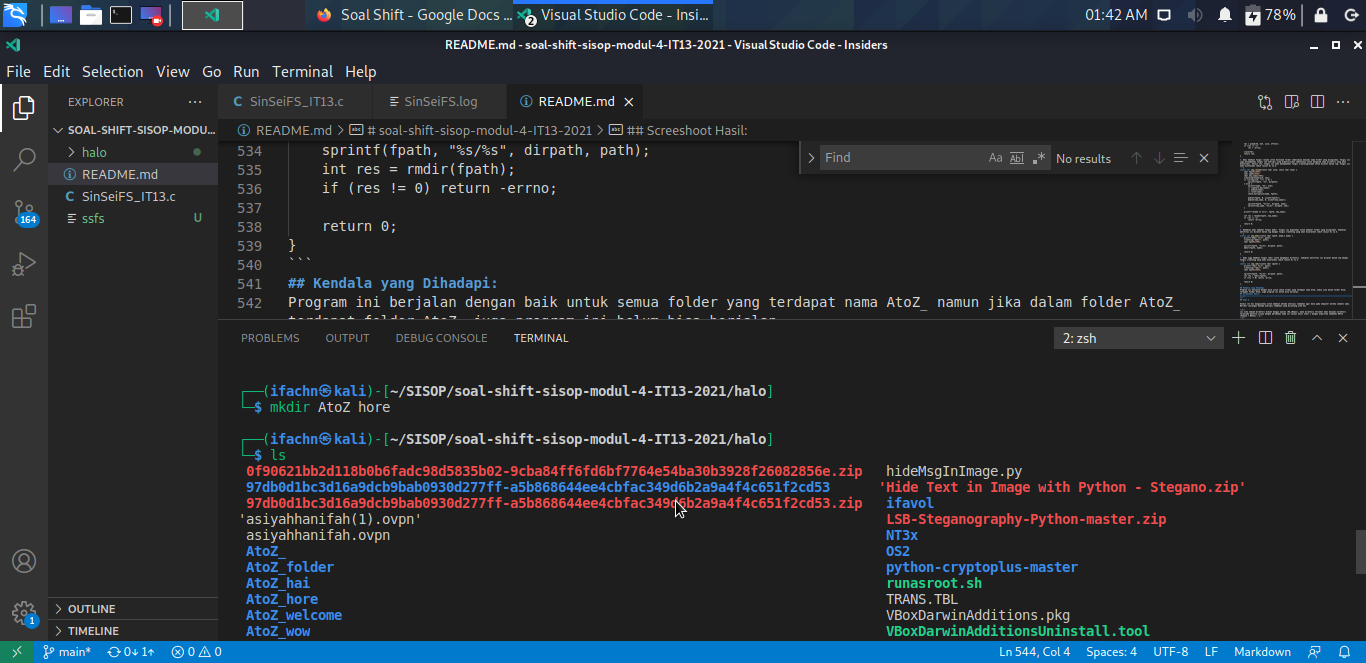 Soal Shift - Google Docs ...
2
Visual Studio Code - Insi...
01:42 AM
78%
README.md - soal-shift-sisop-modul-4-IT13-2021 - Visual Studio Code - Insiders
File Edit Selection View Go Run Terminal Help
EXPLORER
SOAL-SHIFT-SISOP-MODU...
halo
README.md
SinSeiFS_IT13.c
ssfs U
164
1
OUTLINE
TIMELINE
C SinSeiFS_IT13.c
SinSeiFS.log
README.md
README.md > # soal-shift-sisop-modul-4-IT13-2021 > ## Screeshoot Hasil:
Find
Aa Abl .*
No results
534 sprintf(fpath, "%s/%s", dirpath, path);
535 int res = rmdir(fpath);
536 if (res != 0) return -errno;
537
538 return 0;
539 }
540 ```
541 ## Kendala yang Dihadapi:
542 Program ini berjalan dengan baik untuk semua folder yang terdapat nama AtoZ_ namun jika dalam folder AtoZ_
terdapat folder AtoZ_ juga program ini belum bisa berjalan
PROBLEMS OUTPUT DEBUG CONSOLE TERMINAL
2: zsh
┌──(ifachn㉿kali)-[~/SISOP/soal-shift-sisop-modul-4-IT13-2021/halo]
└─$ mkdir AtoZ hore
┌──(ifachn㉿kali)-[~/SISOP/soal-shift-sisop-modul-4-IT13-2021/halo]
└─$ ls
0f90621bb2d118b0b6fadc98d5835b02-9cba84ff6fd6bf7764e54ba30b3928f26082856e.zip hideMsgInImage.py
97db0d1bc3d16a9dcb9bab0930d277ff-a5b868644ee4cbfac349d6b2a9a4f4c651f2cd53 'Hide Text in Image with Python - Stegano.zip'
97db0d1bc3d16a9dcb9bab0930d277ff-a5b868644ee4cbfac349d6b2a9a4f4c651f2cd53.zip ifavol
'asiyahhanifah(1).ovpn' LSB-Steganography-Python-master.zip
asiyahhanifah.ovpn NT3x
AtoZ_ OS2
AtoZ_folder python-cryptoplus-master
AtoZ_hai runasroot.sh
AtoZ_hore TRANS.TBL
AtoZ_welcome VBoxDarwinAdditions.pkg
AtoZ_wow VBoxDarwinAdditionsUninstall.tool
main* 0↓ 1↑ 0 0
Ln 544, Col 4 Spaces: 4 UTF-8 LF Markdown